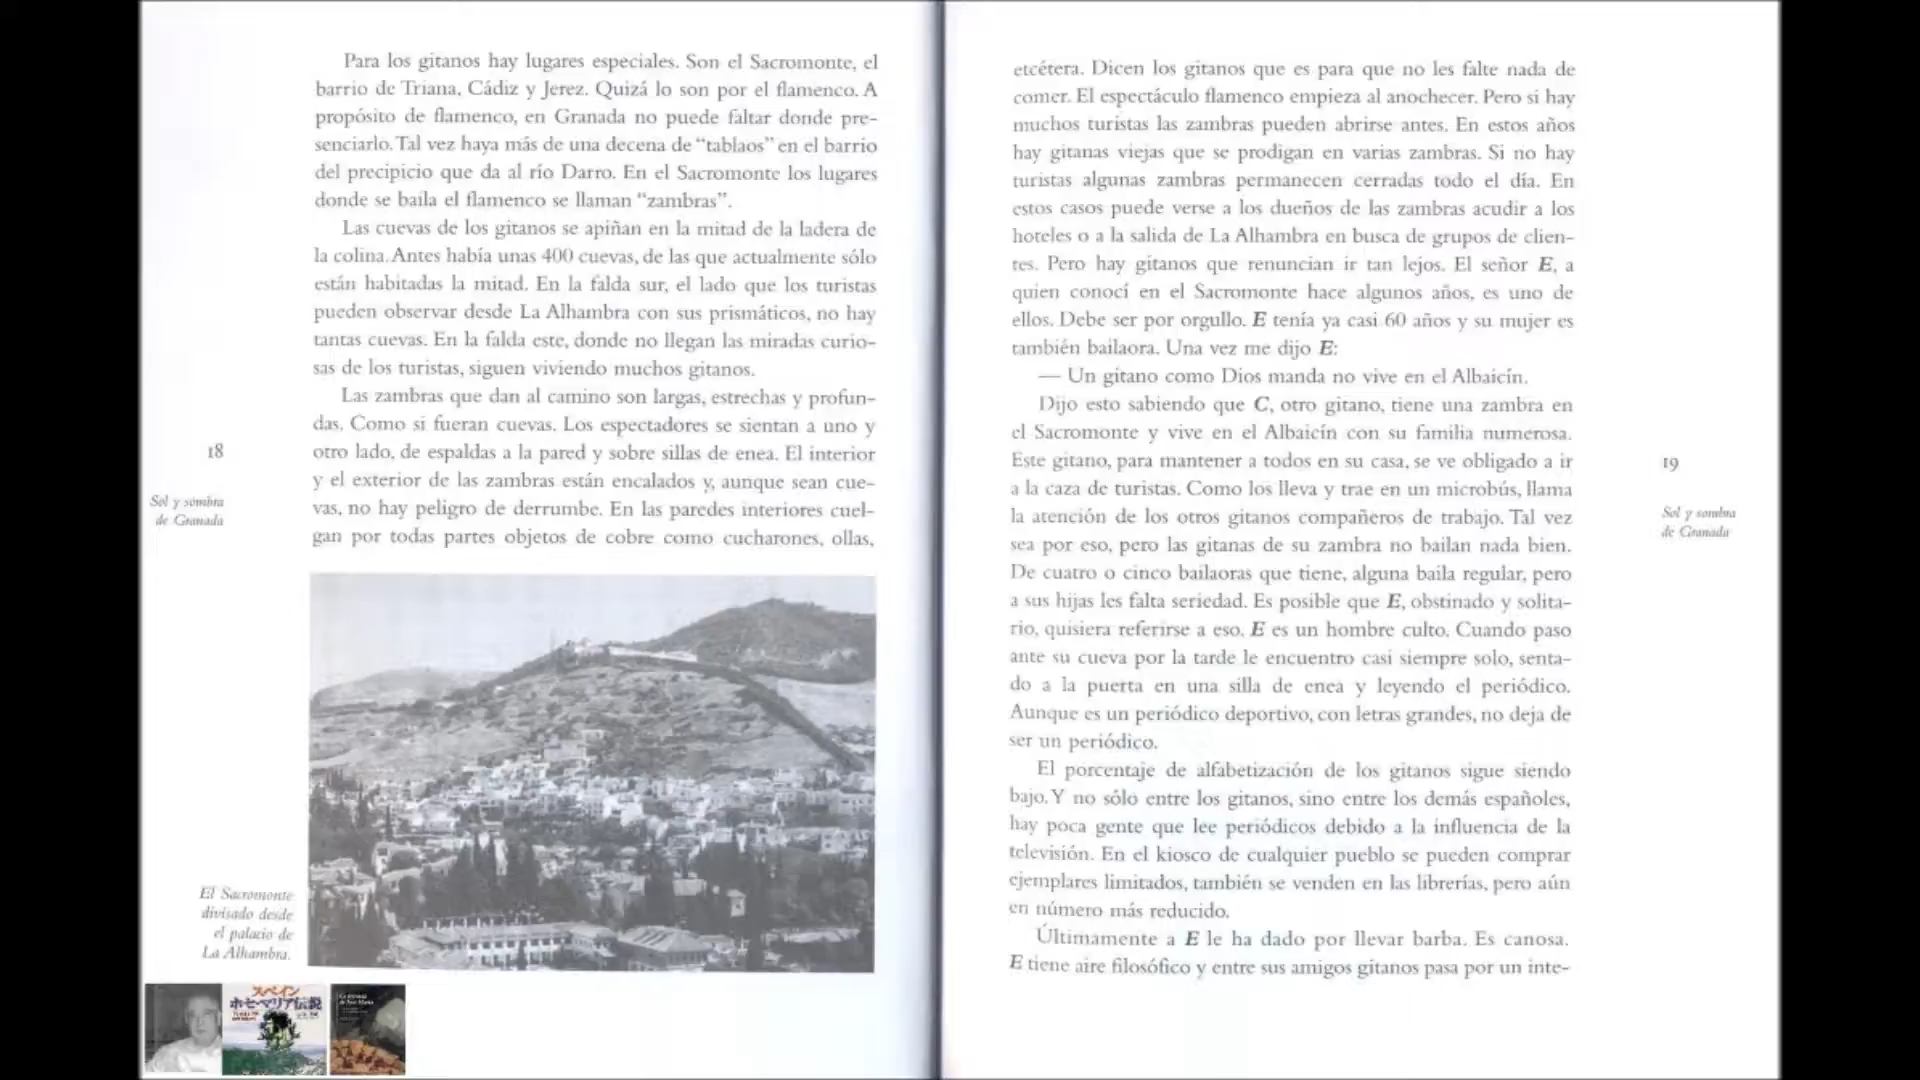 Para los gitanos hay lugares especiales. Son el Sacromonte, el
barrio de Triana, Cádiz y Jerez. Quizá lo son por el flamenco. A
propósito de flamenco, en Granada no puede faltar donde pre-
senciarlo. Tal vez haya más de una decena de “tablaos” en el barrio
del precipicio que da al río Darro. En el Sacromonte los lugares
donde se baila el flamenco se llaman “zambras”.
Las cuevas de los gitanos se apiñan en la mitad de la ladera de
la colina. Antes había unas 400 cuevas, de las que actualmente sólo
están habitadas la mitad. En la falda sur, el lado que los turistas
pueden observar desde La Alhambra con sus prismáticos, no hay
tantas cuevas. En la falda este, donde no llegan las miradas curio-
sas de los turistas, siguen viviendo muchos gitanos.
Las zambras que dan al camino son largas, estrechas y profun-
das. Como si fueran cuevas. Los espectadores se sientan a uno y
otro lado, de espaldas a la pared y sobre sillas de enea. El interior
y el exterior de las zambras están encalados y, aunque sean cue-
vas, no hay peligro de derrumbe. En las paredes interiores cuel-
gan por todas partes objetos de cobre como cucharones, ollas,
18
Sol y sombra
de Granada
El Sacromonte
divisado desde
el palacio de
La Alhambra.
スペイン
ホセ・マリア伝説
etcétera. Dicen los gitanos que es para que no les falte nada de
comer. El espectáculo flamenco empieza al anochecer. Pero si hay
muchos turistas las zambras pueden abrirse antes. En estos años
hay gitanas viejas que se prodigan en varias zambras. Si no hay
turistas algunas zambras permanecen cerradas todo el día. En
estos casos puede verse a los dueños de las zambras acudir a los
hoteles o a la salida de La Alhambra en busca de grupos de clien-
tes. Pero hay gitanos que renuncian ir tan lejos. El señor E, a
quien conocí en el Sacromonte hace algunos años, es uno de
ellos. Debe ser por orgullo. E tenía ya casi 60 años y su mujer es
también bailaora. Una vez me dijo E:
— Un gitano como Dios manda no vive en el Albaicín.
Dijo esto sabiendo que C, otro gitano, tiene una zambra en
el Sacromonte y vive en el Albaicín con su familia numerosa.
Este gitano, para mantener a todos en su casa, se ve obligado a ir
a la caza de turistas. Como los lleva y trae en un microbús, llama
la atención de los otros gitanos compañeros de trabajo. Tal vez
sea por eso, pero las gitanas de su zambra no bailan nada bien.
De cuatro o cinco bailaoras que tiene, alguna baila regular, pero
a sus hijas les falta seriedad. Es posible que E, obstinado y solita-
rio, quisiera referirse a eso. E es un hombre culto. Cuando paso
ante su cueva por la tarde le encuentro casi siempre solo, senta-
do a la puerta en una silla de enea y leyendo el periódico.
Aunque es un periódico deportivo, con letras grandes, no deja de
ser un periódico.
El porcentaje de alfabetización de los gitanos sigue siendo
bajo. Y no sólo entre los gitanos, sino entre los demás españoles,
hay poca gente que lee periódicos debido a la influencia de la
televisión. En el kiosco de cualquier pueblo se pueden comprar
ejemplares limitados, también se venden en las librerías, pero aún
en número más reducido.
Últimamente a E le ha dado por llevar barba. Es canosa.
E tiene aire filosófico y entre sus amigos gitanos pasa por un inte-
19
Sol y sombra
de Granada